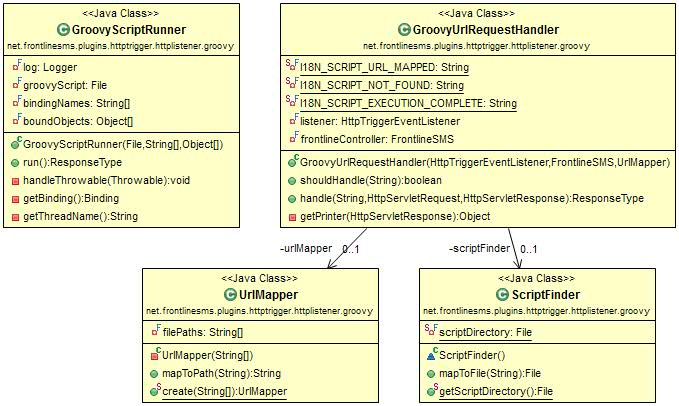 <<Java Class>>
GroovyScriptRunner
net.frontlinesms.plugins.httptrigger.httplistener.groovy
log: Logger
groovyScript: File
bindingNames: String[]
boundObjects: Object[]
GroovyScriptRunner(File,String[],Object[])
run():ResponseType
handleThrowable(Throwable):void
getBinding():Binding
getThreadName():String
<<Java Class>>
GroovyUrlRequestHandler
net.frontlinesms.plugins.httptrigger.httplistener.groovy
I18N_SCRIPT_URL_MAPPED: String
I18N_SCRIPT_NOT_FOUND: String
I18N_SCRIPT_EXECUTION_COMPLETE: String
listener: HttpTriggerEventListener
frontlineController: FrontlineSMS
GroovyUrlRequestHandler(HttpTriggerEventListener,FrontlineSMS,UrlMapper)
shouldHandle(String):boolean
handle(String,HttpServletRequest,HttpServletResponse):ResponseType
getPrinter(HttpServletResponse):Object
-urlMapper 0..1
-scriptFinder 0..1
<<Java Class>>
UrlMapper
net.frontlinesms.plugins.httptrigger.httplistener.groovy
filePaths: String[]
UrlMapper(String[])
mapToPath(String):String
create(String[]):UrlMapper
<<Java Class>>
ScriptFinder
net.frontlinesms.plugins.httptrigger.httplistener.groovy
scriptDirectory: File
ScriptFinder()
mapToFile(String):File
getScriptDirectory():File